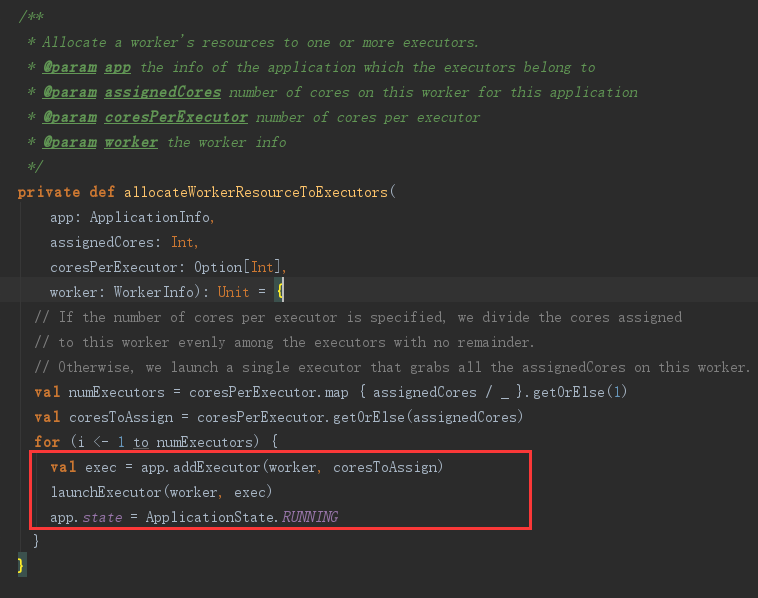 /**
 * Allocate a worker's resources to one or more executors.
 * @param app the info of the application which the executors belong to
 * @param assignedCores number of cores on this worker for this application
 * @param coresPerExecutor number of cores per executor
 * @param worker the worker info
 */
private def allocateWorkerResourceToExecutors(
    app: ApplicationInfo,
    assignedCores: Int,
    coresPerExecutor: Option[Int],
    worker: WorkerInfo): Unit = {
  // If the number of cores per executor is specified, we divide the cores assigned
  // to this worker evenly among the executors with no remainder.
  // Otherwise, we launch a single executor that grabs all the assignedCores on this worker.
  val numExecutors = coresPerExecutor.map { assignedCores / _ }.getOrElse(1)
  val coresToAssign = coresPerExecutor.getOrElse(assignedCores)
  for (i <- 1 to numExecutors) {
    val exec = app.addExecutor(worker, coresToAssign)
    launchExecutor(worker, exec)
    app.state = ApplicationState.RUNNING
  }
}